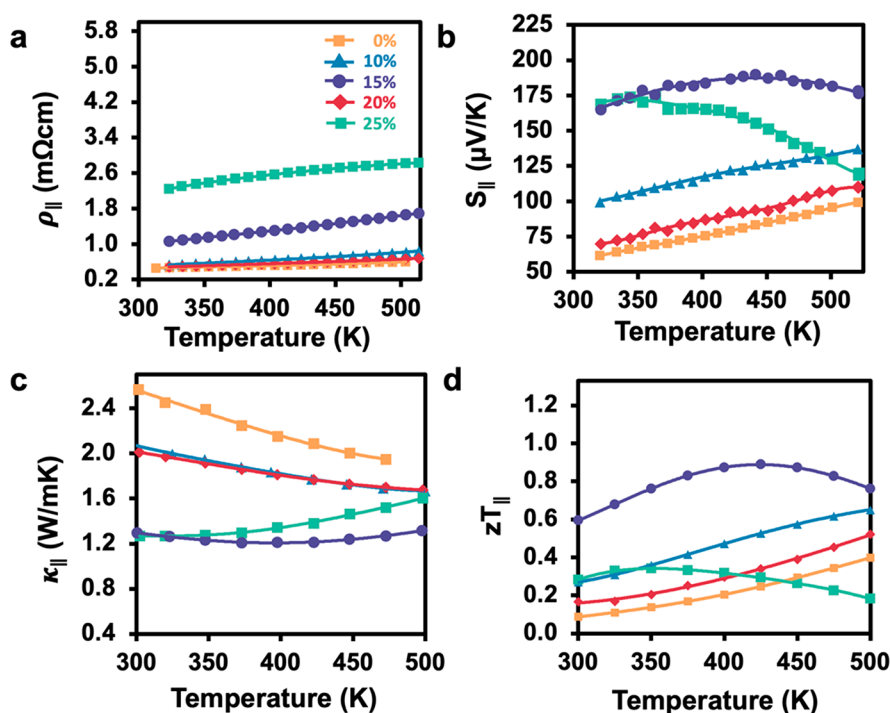 a
5.8
5.0
4.2
3.4
2.6
1.8
1.0
0.2
ρ∥ (mΩcm)
0%
10%
15%
20%
25%
300 350 400 450 500
Temperature (K)
b
225
200
175
150
125
100
75
50
S∥ (μV/K)
300 350 400 450 500
Temperature (K)
c
2.4
2.0
1.6
1.2
0.8
0.4
κ∥ (W/mK)
300 350 400 450 500
Temperature (K)
d
1.2
1.0
0.8
0.6
0.4
0.2
0.0
zT∥
300 350 400 450 500
Temperature (K)